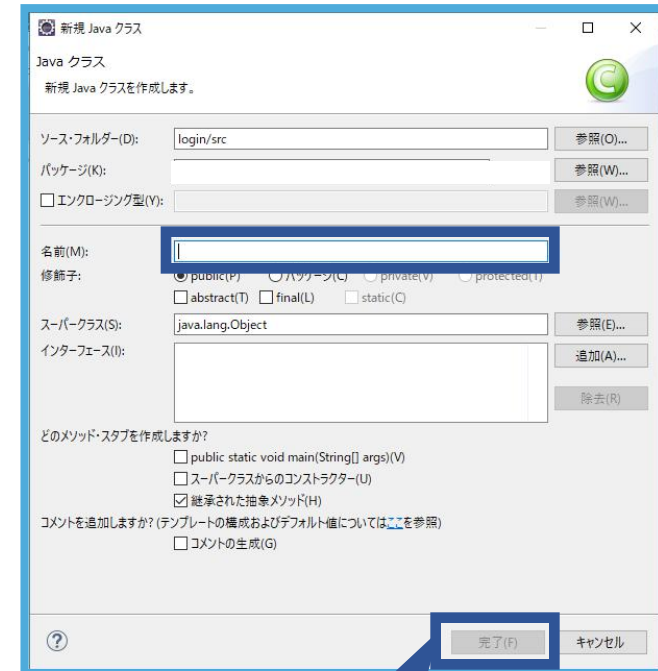 新規 Java クラス
Java クラス
新規 Java クラスを作成します。
ソース・フォルダー(D): login/src 参照(O)...
パッケージ(K): 参照(W)...
エンクロージング型(Y): 参照(W)...
名前(M):
修飾子: public(P) パッケージ(C) private(V) protected(T)
abstract(T) final(L) static(C)
スーパークラス(S): java.lang.Object 参照(E)...
インターフェース(I): 追加(A)...
除去(R)
どのメソッド・スタブを作成しますか?
public static void main(String[] args)(V)
スーパークラスからのコンストラクター(U)
継承された抽象メソッド(H)
コメントを追加しますか? (テンプレートの構成およびデフォルト値についてはここを参照)
コメントの生成(G)
? 完了(F) キャンセル